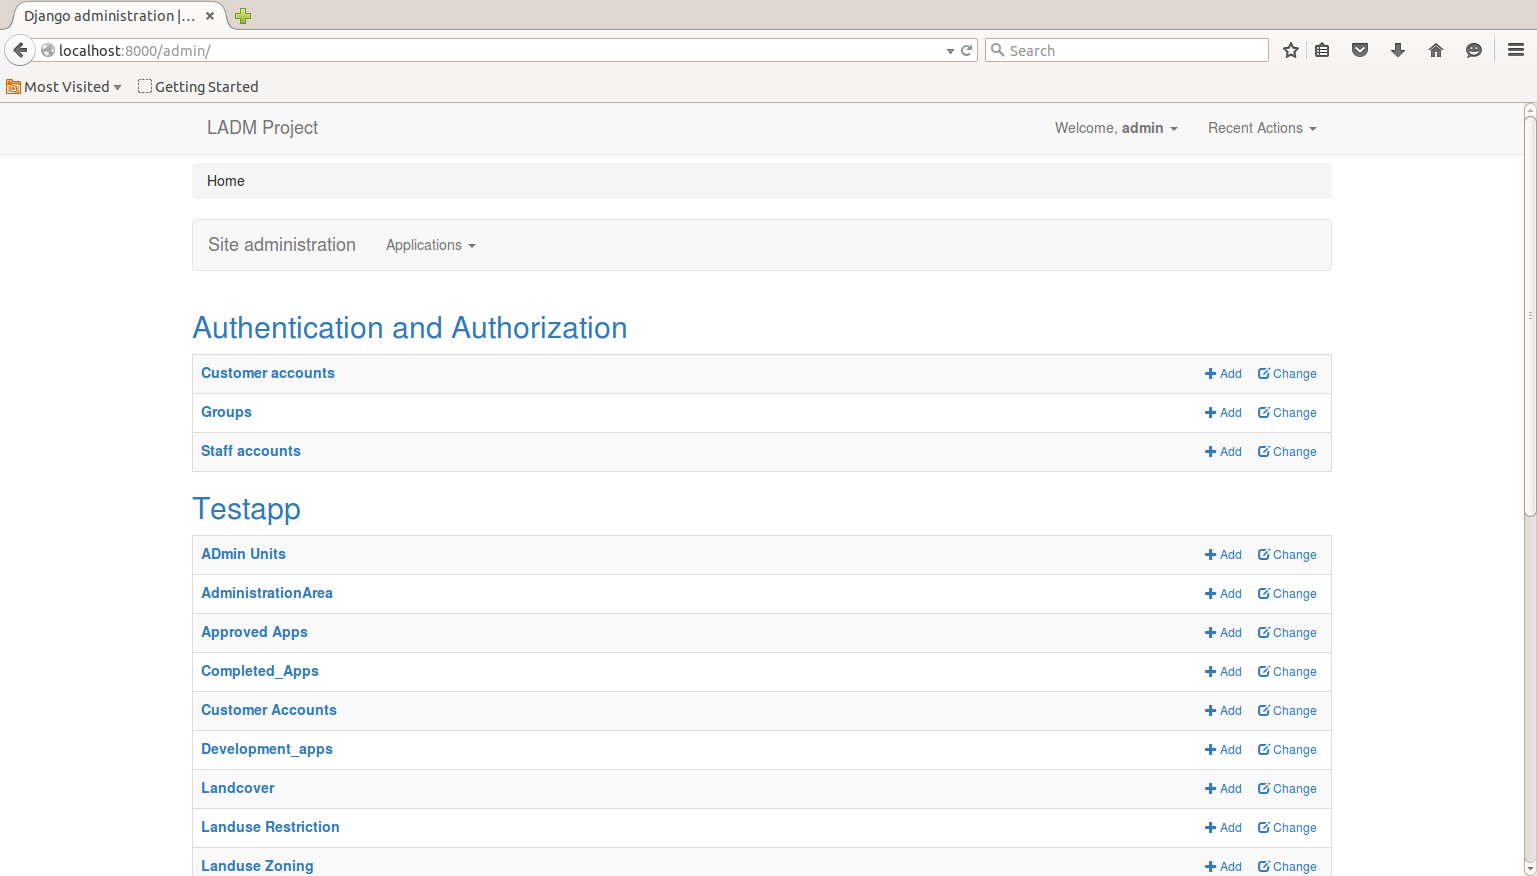 Django administration |...
localhost:8000/admin/
Search
Most Visited Getting Started
LADM Project Welcome, admin Recent Actions
Home
Site administration Applications
Authentication and Authorization
Customer accounts Add Change
Groups Add Change
Staff accounts Add Change
Testapp
ADmin Units Add Change
AdministrationArea Add Change
Approved Apps Add Change
Completed_Apps Add Change
Customer Accounts Add Change
Development_apps Add Change
Landcover Add Change
Landuse Restriction Add Change
Landuse Zoning Add Change